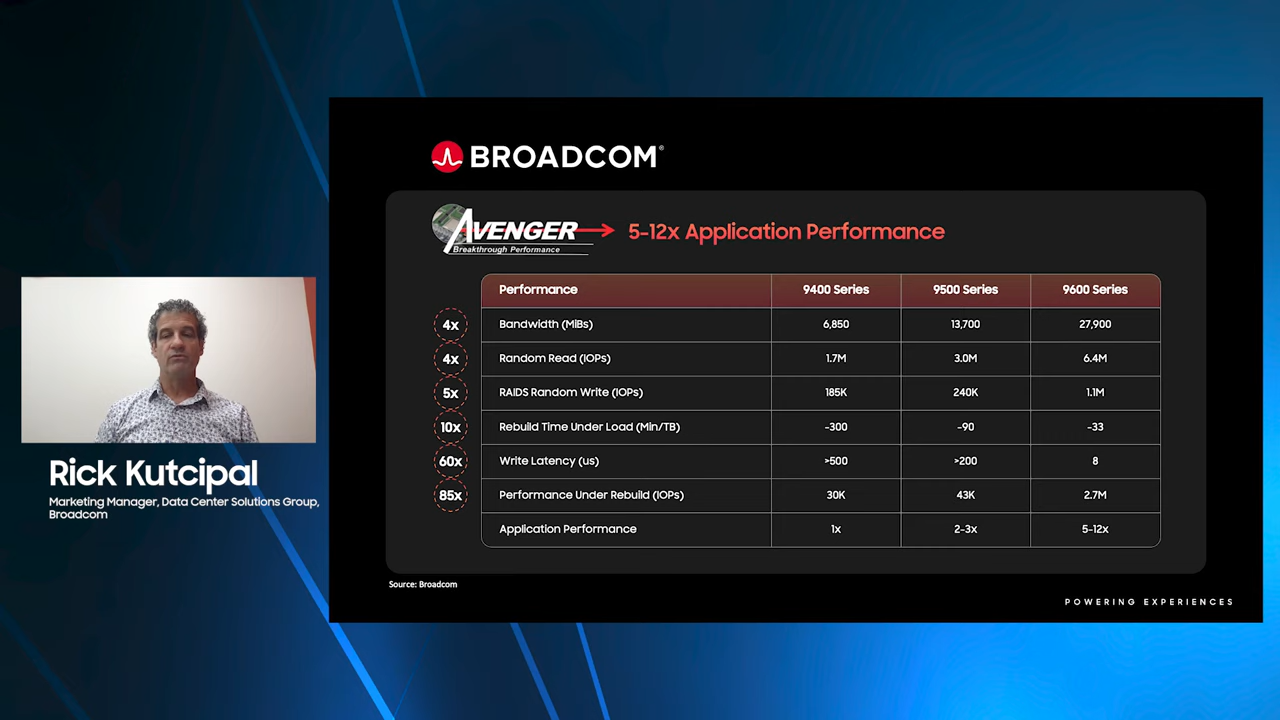 BROADCOM®
AVENGER
Breakthrough Performance
5-12x Application Performance
Performance 9400 Series 9500 Series 9600 Series
4x Bandwidth (MiBs) 6,850 13,700 27,900
4x Random Read (IOPs) 1.7M 3.0M 6.4M
5x RAIDS Random Write (IOPs) 185K 240K 1.1M
10x Rebuild Time Under Load (Min/TB) ~300 ~90 ~33
60x Write Latency (us) >500 >200 8
85x Performance Under Rebuild (IOPs) 30K 43K 2.7M
Application Performance 1x 2-3x 5-12x
Source: Broadcom
POWERING EXPERIENCES
Rick Kutcipal
Marketing Manager, Data Center Solutions Group,
Broadcom